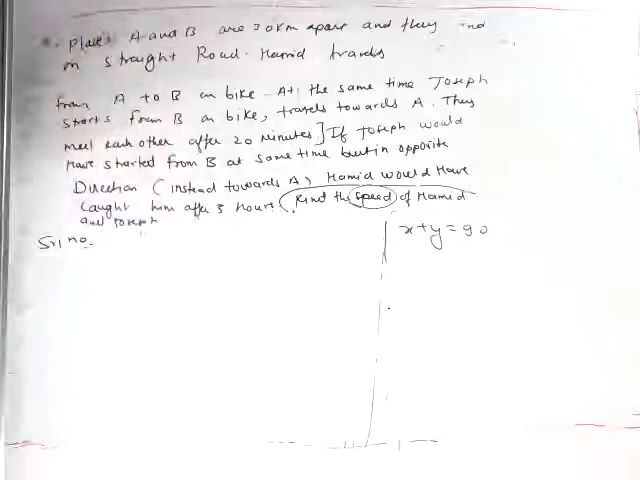 Places A and B are 30km apart and they
on straught Road. Hamid travels
from A to B on bike. At the same time Joseph
starts from B on bike, travels towards A. They
meet each other after 20 minutes] If Joseph would
Have started from B at same time but in opposite
Direction (instead towards A) Hamid would Have
caught him after 3 hours. (Find the speed of Hamid
and Joseph
Sol no.
x+y=90